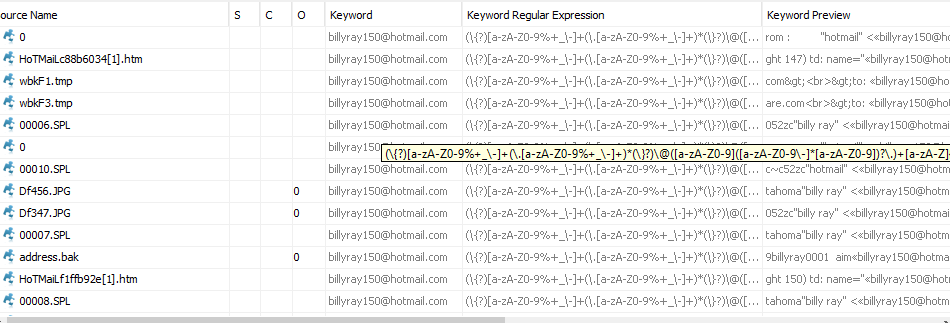 ource Name S C O Keyword Keyword Regular Expression Keyword Preview
0 billyray150@hotmail.com (\{?)[a-zA-Z0-9%+_\-]+(\.[a-zA-Z0-9%+_\-]+)*(\}?)\@([... rom : "hotmail" <«billyray150@hotm
HoTMaiLc88b6034[1].htm billyray150@hotmail.com (\{?)[a-zA-Z0-9%+_\-]+(\.[a-zA-Z0-9%+_\-]+)*(\}?)\@([... ght 147) td: name="«billyray150@ho
wbkF1.tmp billyray150@hotmail.com (\{?)[a-zA-Z0-9%+_\-]+(\.[a-zA-Z0-9%+_\-]+)*(\}?)\@([... com&gt;<br>&gt;to: «billyray150@ho
wbkF3.tmp billyray150@hotmail.com (\{?)[a-zA-Z0-9%+_\-]+(\.[a-zA-Z0-9%+_\-]+)*(\}?)\@([... are.com<br>&gt;to: «billyray150@ho
00006.SPL billyray150@hotmail.com (\{?)[a-zA-Z0-9%+_\-]+(\.[a-zA-Z0-9%+_\-]+)*(\}?)\@([... 052zc"billy ray" <«billyray150@hotm
0
(\{?)[a-zA-Z0-9%+_\-]+(\.[a-zA-Z0-9%+_\-]+)*(\}?)\@([a-zA-Z0-9]([a-zA-Z0-9\-]*[a-zA-Z0-9])?\.)+[a-zA-Z]
00010.SPL billyray150@hotmail.com (\{?)[a-zA-Z0-9%+_\-]+(\.[a-zA-Z0-9%+_\-]+)*(\}?)\@([... c~c52zc"hotmail" <«billyray150@hot
Df456.JPG O billyray150@hotmail.com (\{?)[a-zA-Z0-9%+_\-]+(\.[a-zA-Z0-9%+_\-]+)*(\}?)\@([... tahoma"billy ray" <«billyray150@hot
Df347.JPG O billyray150@hotmail.com (\{?)[a-zA-Z0-9%+_\-]+(\.[a-zA-Z0-9%+_\-]+)*(\}?)\@([... 052zc"billy ray" <«billyray150@hotm
00007.SPL billyray150@hotmail.com (\{?)[a-zA-Z0-9%+_\-]+(\.[a-zA-Z0-9%+_\-]+)*(\}?)\@([... tahoma"billy ray" <«billyray150@hot
address.bak O billyray150@hotmail.com (\{?)[a-zA-Z0-9%+_\-]+(\.[a-zA-Z0-9%+_\-]+)*(\}?)\@([... 9billyray0001 aim«billyray150@hotma
HoTMaiLf1ffb92e[1].htm billyray150@hotmail.com (\{?)[a-zA-Z0-9%+_\-]+(\.[a-zA-Z0-9%+_\-]+)*(\}?)\@([... ght 150) td: name="«billyray150@ho
00008.SPL billyray150@hotmail.com (\{?)[a-zA-Z0-9%+_\-]+(\.[a-zA-Z0-9%+_\-]+)*(\}?)\@([... tahoma"billy ray" <«billyray150@hot